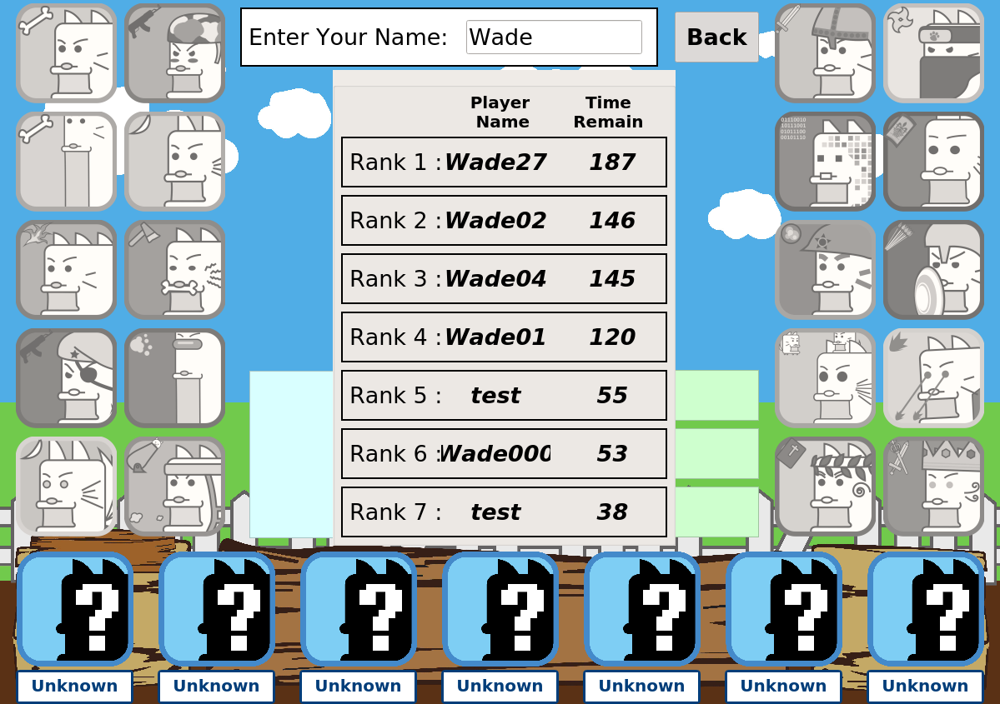 Enter Your Name: Wade
Back
Player Name
Time Remain
Rank 1 : Wade27 187
Rank 2 : Wade02 146
Rank 3 : Wade04 145
Rank 4 : Wade01 120
Rank 5 : test 55
Rank 6 : Wade000 53
Rank 7 : test 38
01110010
10111001
01011100
00101110
?
?
?
?
?
?
?
Unknown
Unknown
Unknown
Unknown
Unknown
Unknown
Unknown